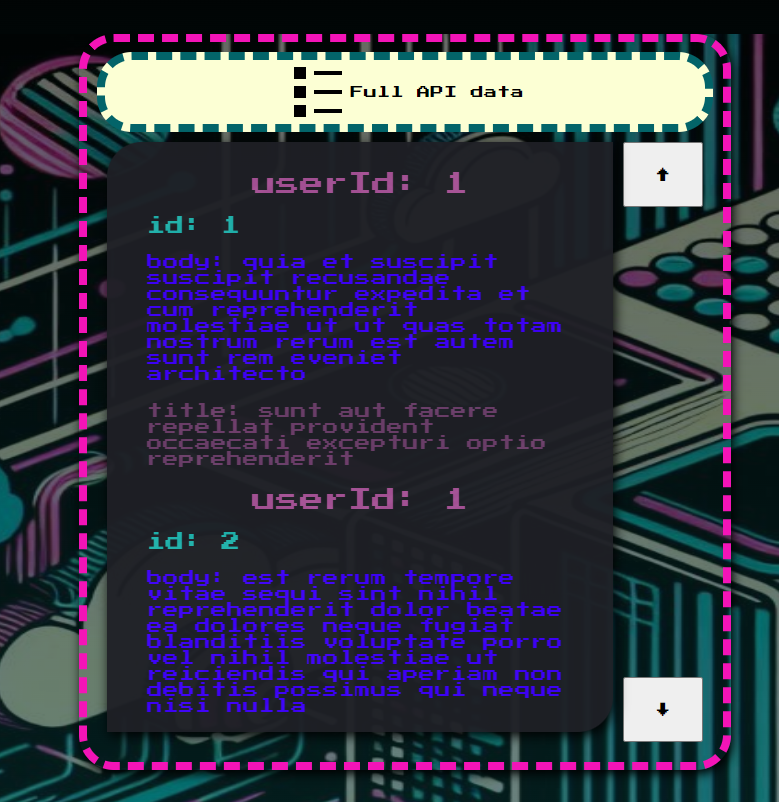 Full API data
userId: 1
id: 1
body: quia et suscipit
suscipit recusandae
consequuntur expedita et
cum reprehenderit
molestiae ut ut quas totam
nostrum rerum est autem
sunt rem eveniet
architecto
title: sunt aut facere
repellat provident
occaecati excepturi optio
reprehenderit
userId: 1
id: 2
body: est rerum tempore
vitae sequi sint nihil
reprehenderit dolor beatae
ea dolores neque fugiat
blanditiis voluptate porro
vel nihil molestiae ut
reiciendis qui aperiam non
debitis possimus qui neque
nisi nulla